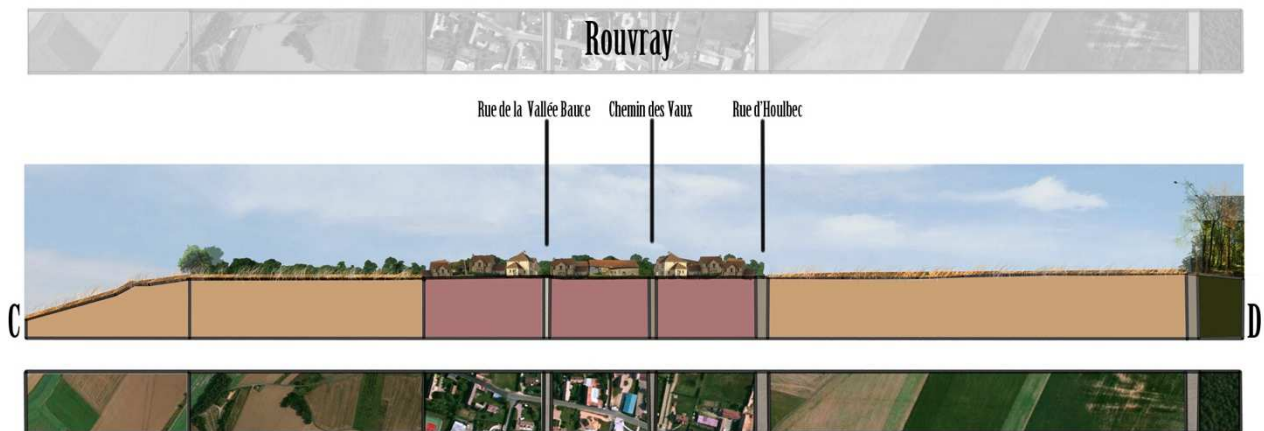 Rouvray
Rue de la Vallée Bauce
Chemin des Vaux
Rue d'Houlbec
C
D